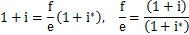 1 + i = f/e (1 + i*),   f/e = (1 + i)/(1 + i*)